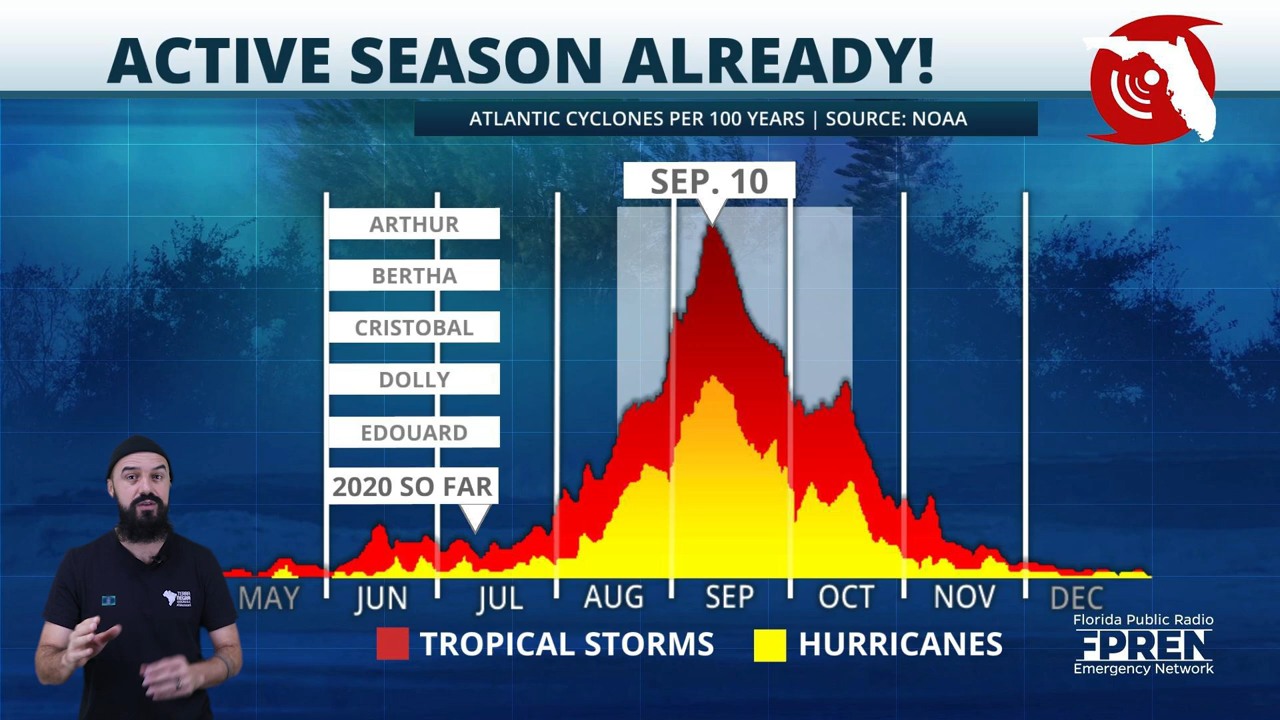 ACTIVE SEASON ALREADY!
ATLANTIC CYCLONES PER 100 YEARS | SOURCE: NOAA
SEP. 10
ARTHUR
BERTHA
CRISTOBAL
DOLLY
EDOUARD
2020 SO FAR
MAY JUN JUL AUG SEP OCT NOV DEC
TROPICAL STORMS HURRICANES
Florida Public Radio
FPREN
Emergency Network